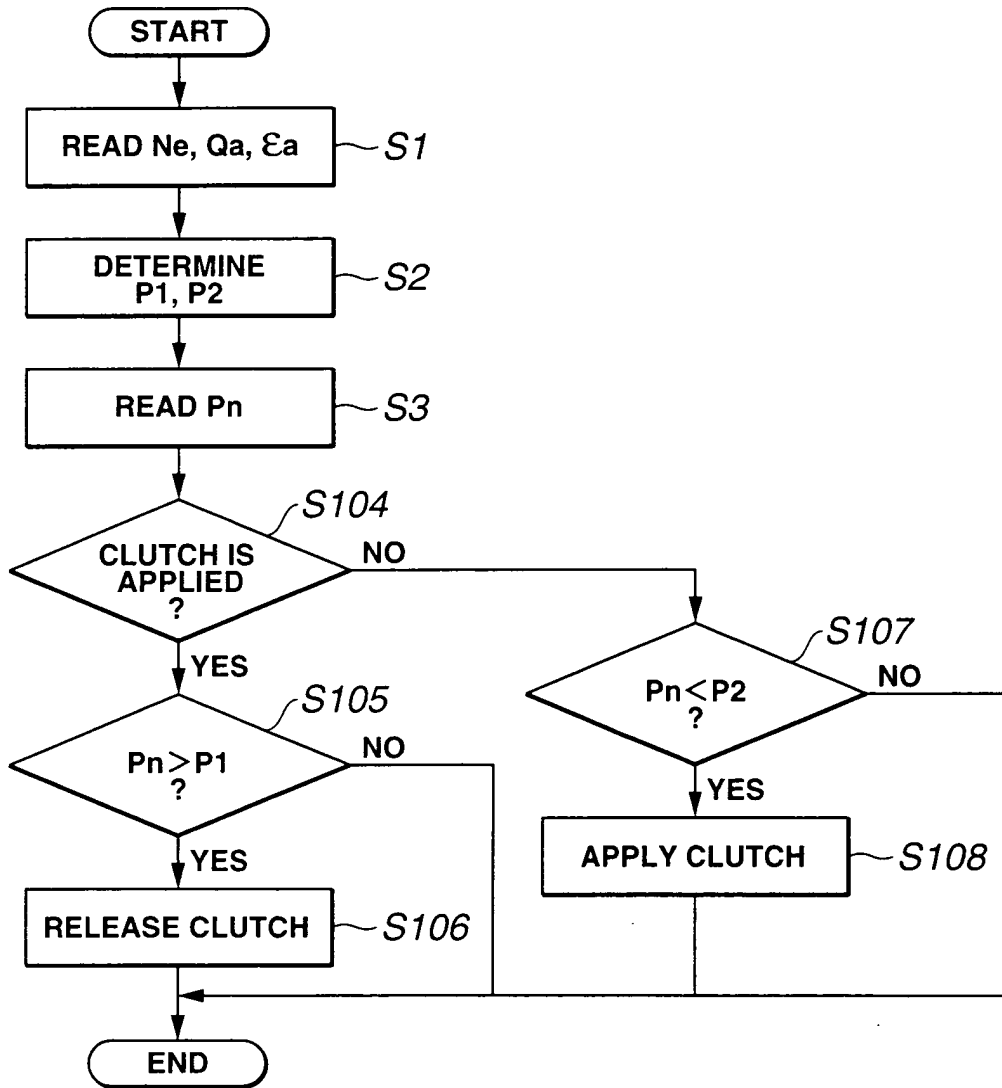 START
READ Ne, Qa, εa
S1
DETERMINE
P1, P2
S2
READ Pn
S3
S104
CLUTCH IS
APPLIED
?
NO
YES
S107
Pn<P2
?
NO
YES
S105
Pn>P1
?
NO
YES
APPLY CLUTCH
S108
RELEASE CLUTCH
S106
END